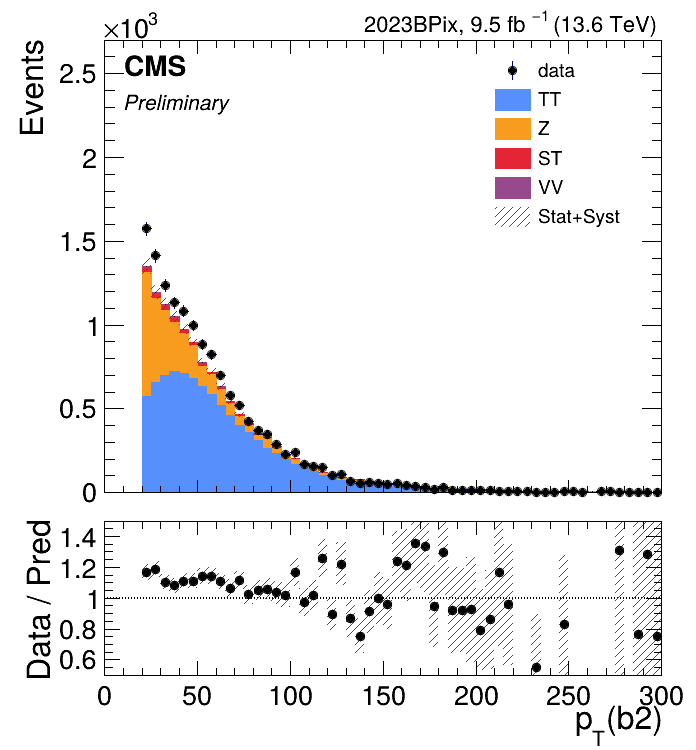 ×10³
2023BPix, 9.5 fb⁻¹ (13.6 TeV)
CMS
Preliminary
Events
2.5
2
1.5
1
0.5
0
data
TT
Z
ST
VV
Stat+Syst
Data / Pred
1.4
1.2
1
0.8
0.6
0 50 100 150 200 250 300
p_T(b2)